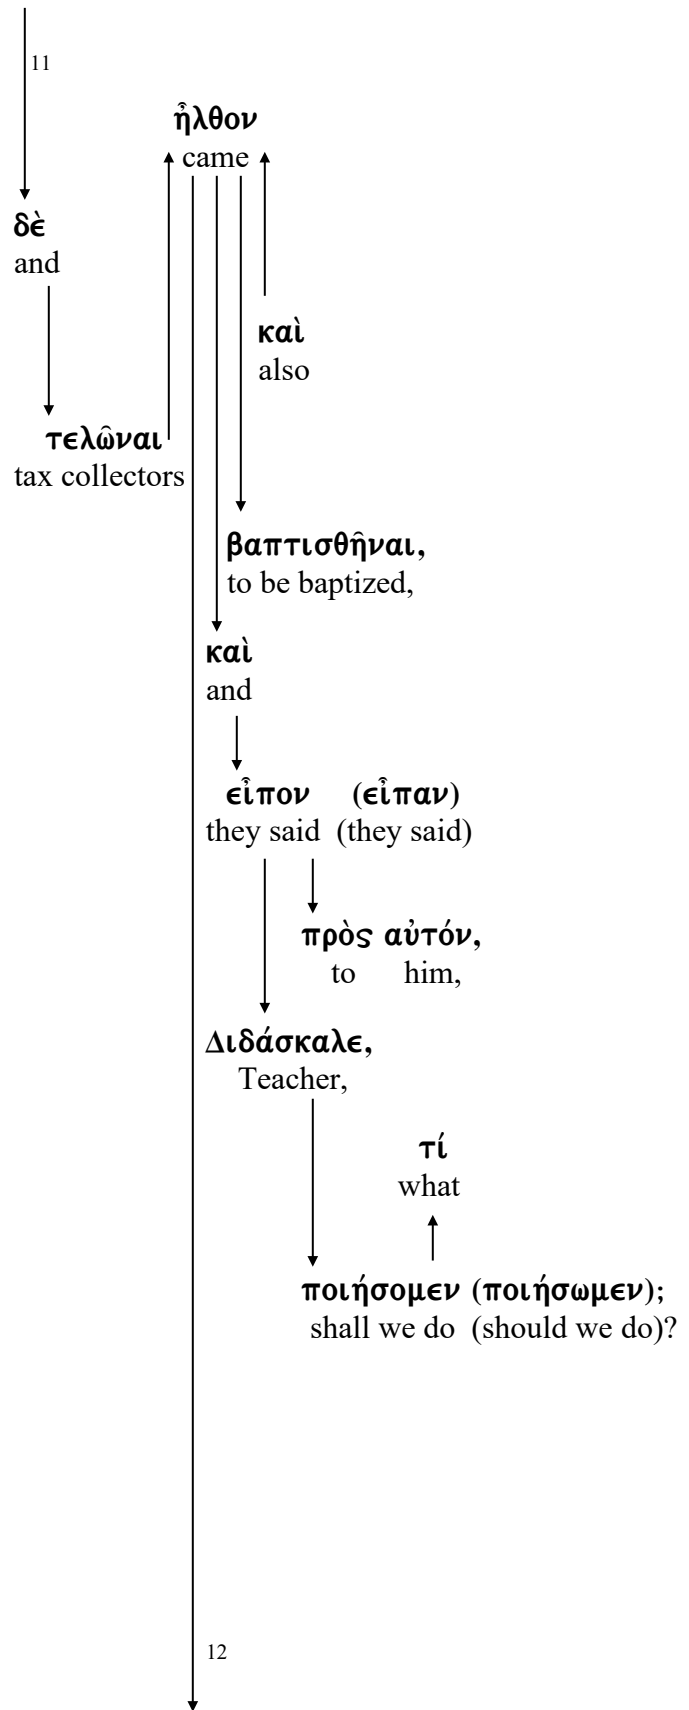 11
ἦλθον
came
δὲ
and
καὶ
also
τελῶναι
tax collectors
βαπτισθῆναι,
to be baptized,
καὶ
and
εἶπον (εἶπαν)
they said (they said)
πρὸς αὐτόν,
to him,
Διδάσκαλε,
Teacher,
τί
what
ποιήσομεν (ποιήσωμεν);
shall we do (should we do)?
12